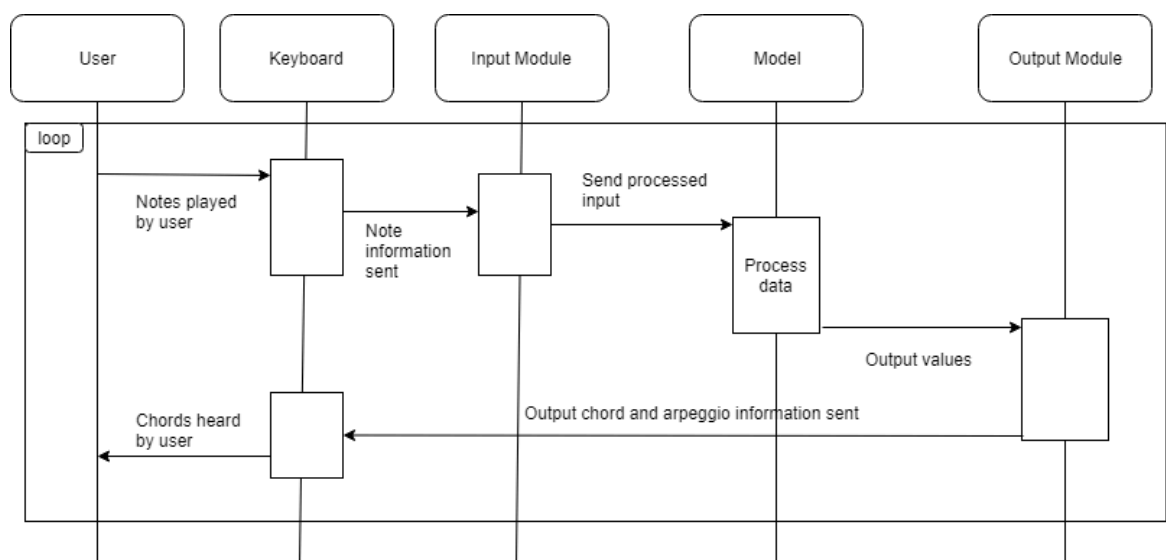 User
Keyboard
Input Module
Model
Output Module
loop
Notes played
by user
Note
information
sent
Send processed
input
Process
data
Output values
Output chord and arpeggio information sent
Chords heard
by user